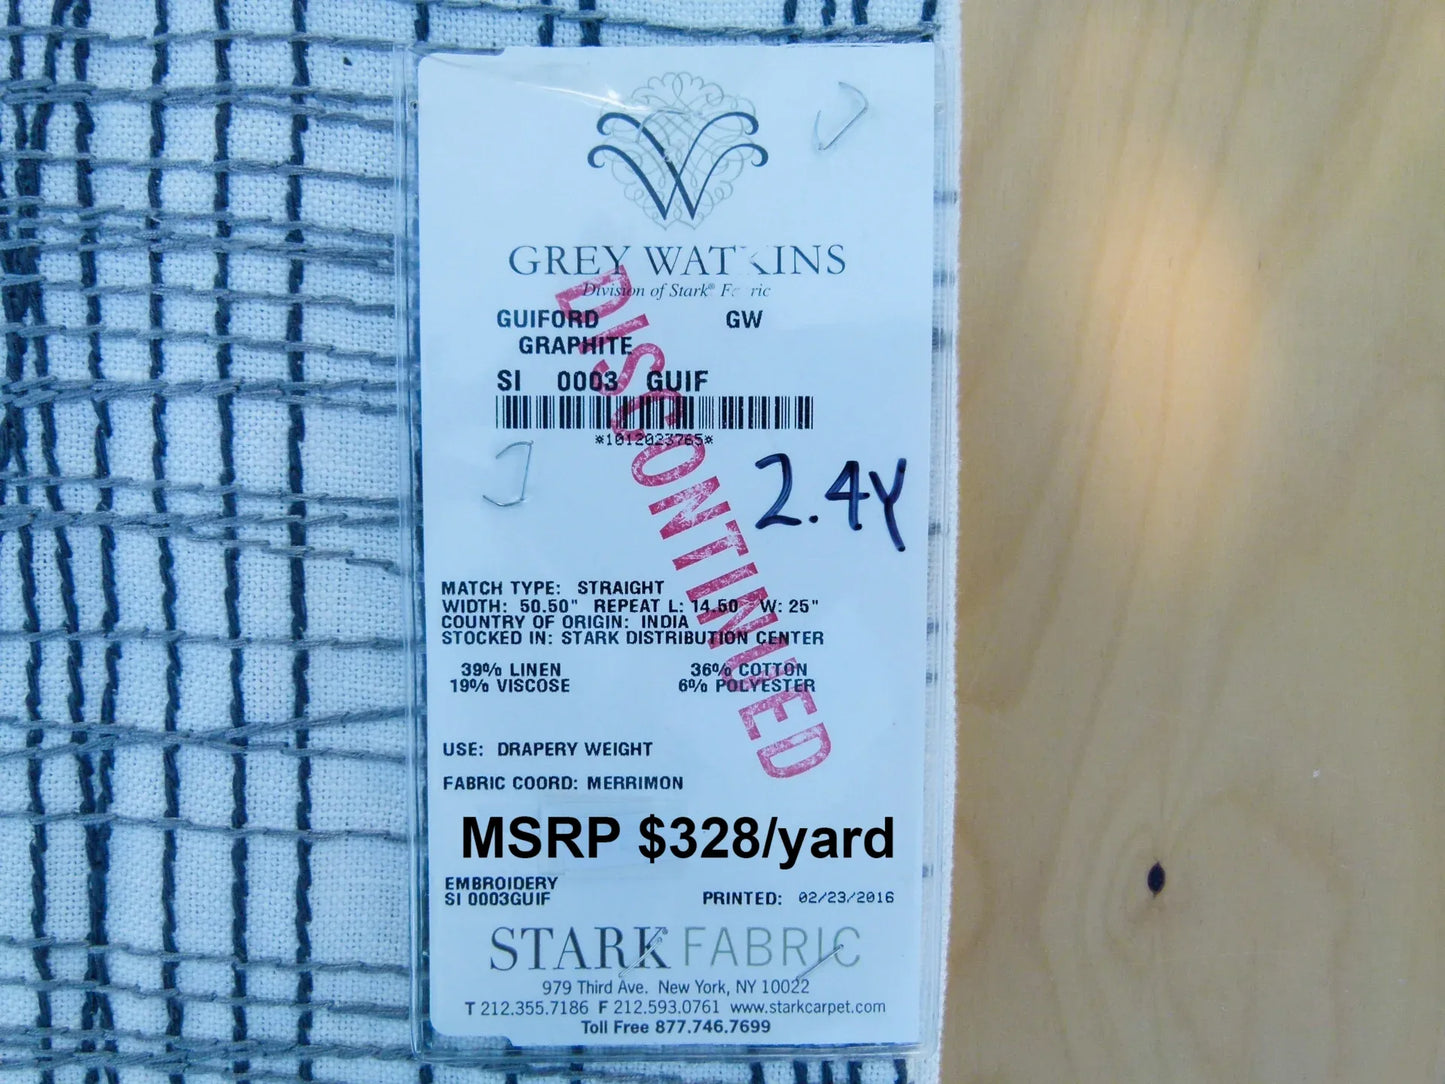 W
GREY WATKINS
Division of Stark® Fabric
GUIFORD GW
GRAPHITE
SI 0003 GUIF
*1012023765*
DISCONTINUED
2.4Y
MATCH TYPE: STRAIGHT
WIDTH: 50.50" REPEAT L: 14.50 W: 25"
COUNTRY OF ORIGIN: INDIA
STOCKED IN: STARK DISTRIBUTION CENTER
39% LINEN 36% COTTON
19% VISCOSE 6% POLYESTER
USE: DRAPERY WEIGHT
FABRIC COORD: MERRIMON
MSRP $328/yard
EMBROIDERY
SI 0003GUIF PRINTED: 02/23/2016
STARK® FABRIC
979 Third Ave. New York, NY 10022
T 212.355.7186 F 212.593.0761 www.starkcarpet.com
Toll Free 877.746.7699